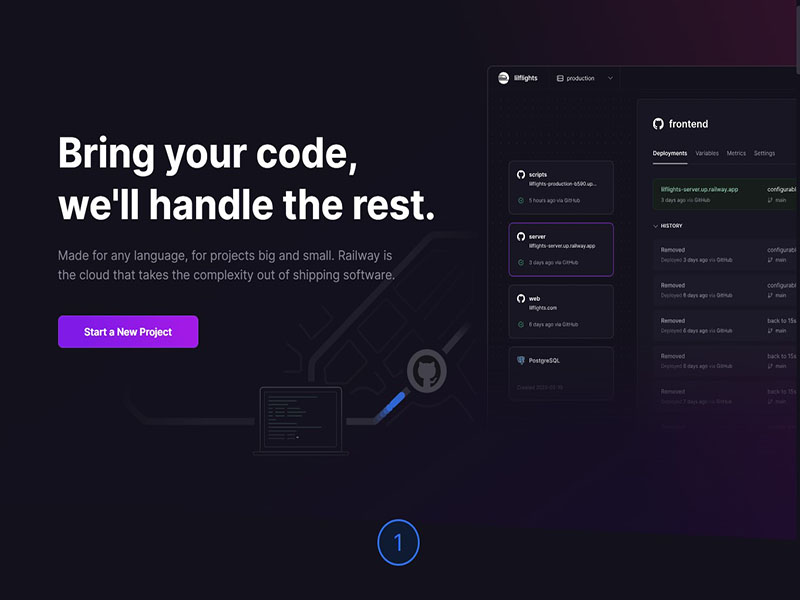 Bring your code,
we'll handle the rest.
Made for any language, for projects big and small. Railway is
the cloud that takes the complexity out of shipping software.
Start a New Project
lilflights
production
scripts
lilflights-production-b590.up...
5 hours ago via GitHub
server
lilflights-server.up.railway.app
3 days ago via GitHub
web
lilflights.com
6 days ago via GitHub
PostgreSQL
Created 2023-03-15
frontend
Deployments Variables Metrics Settings
lilflights-server.up.railway.app configurabl
3 days ago via GitHub main
HISTORY
Removed configurabl
Deployed 3 days ago via GitHub main
Removed configurabl
Deployed 6 days ago via GitHub main
Removed back to 15s
Deployed 6 days ago via GitHub main
Removed back to 15s
Deployed 6 days ago via GitHub main
Removed back to 15s
Deployed 7 days ago via GitHub main
1